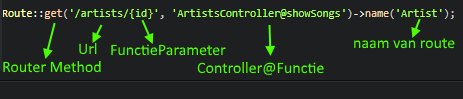 Route::get('/artists/{id}', 'ArtistsController@showSongs')->name('Artist');
Url
FunctieParameter
naam van route
Router Method
Controller@Functie